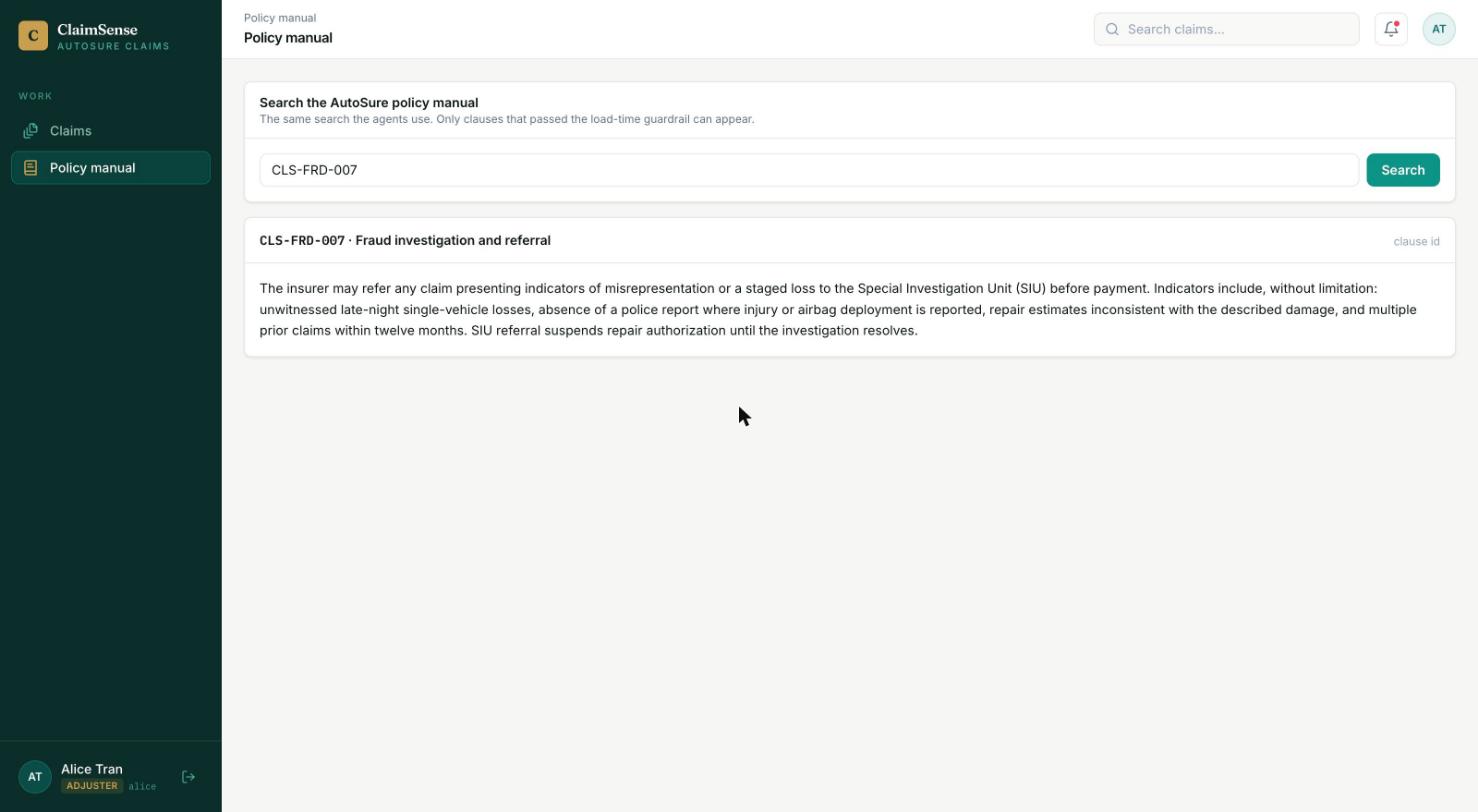 C
ClaimSense
AUTOSURE CLAIMS
WORK
Claims
Policy manual
AT
Alice Tran
ADJUSTER alice
Policy manual
Policy manual
Search claims...
AT
Search the AutoSure policy manual
The same search the agents use. Only clauses that passed the load-time guardrail can appear.
CLS-FRD-007
Search
CLS-FRD-007 · Fraud investigation and referral
clause id
The insurer may refer any claim presenting indicators of misrepresentation or a staged loss to the Special Investigation Unit (SIU) before payment. Indicators include, without limitation:
unwitnessed late-night single-vehicle losses, absence of a police report where injury or airbag deployment is reported, repair estimates inconsistent with the described damage, and multiple
prior claims within twelve months. SIU referral suspends repair authorization until the investigation resolves.